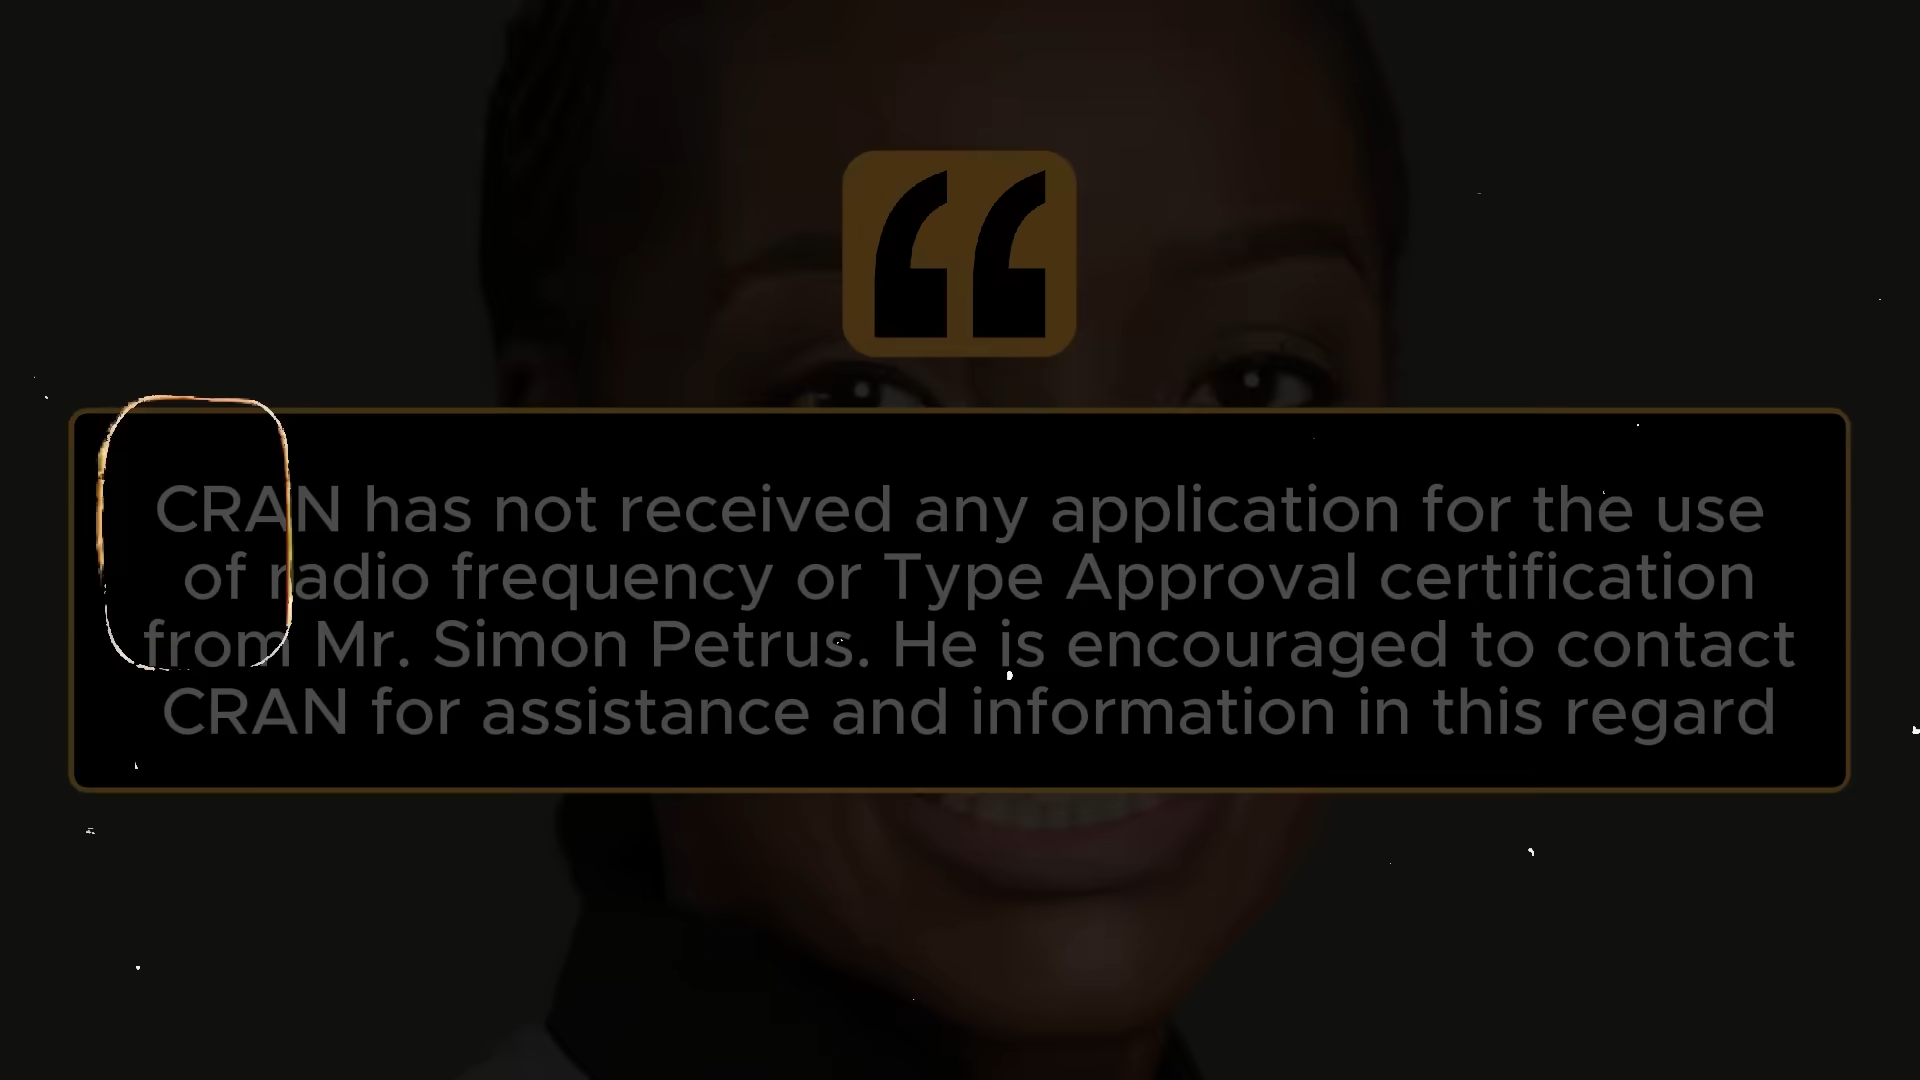 CRAN has not received any application for the use
of radio frequency or Type Approval certification
from Mr. Simon Petrus. He is encouraged to contact
CRAN for assistance and information in this regard